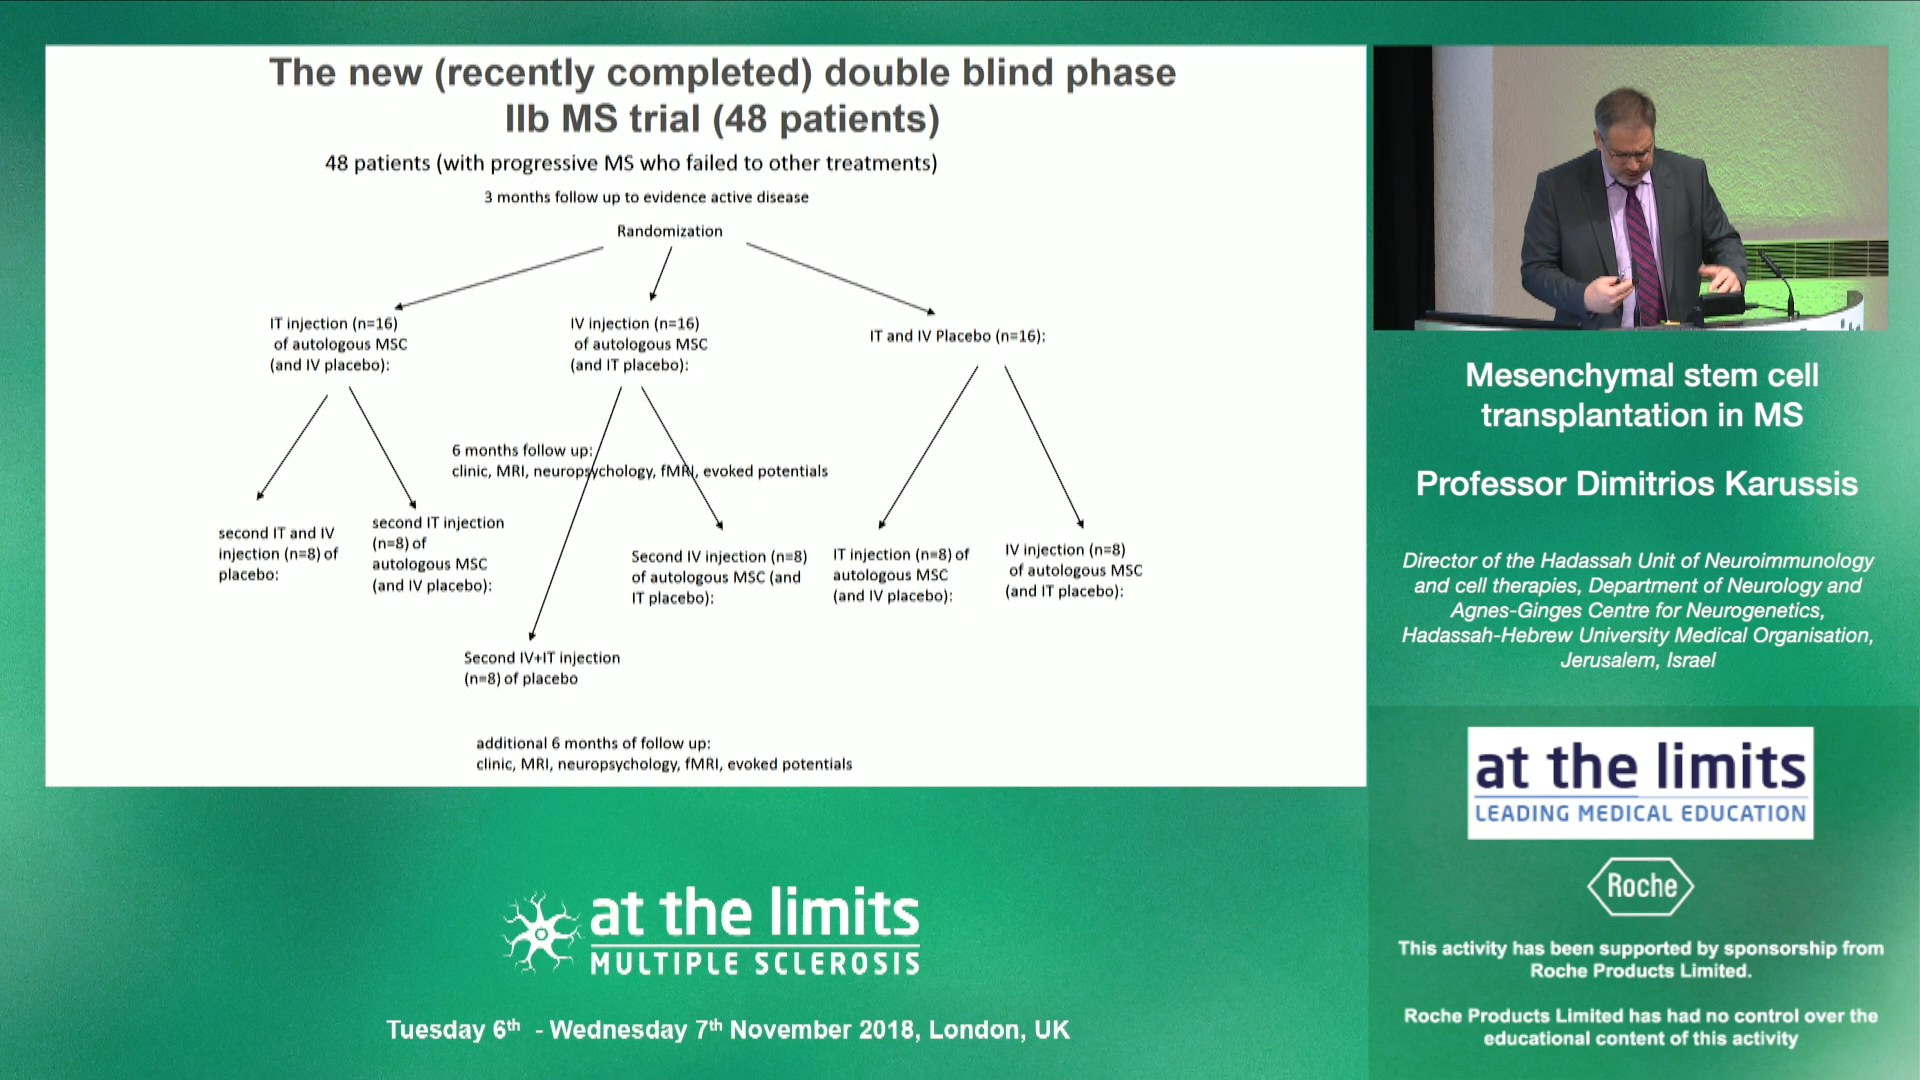 The new (recently completed) double blind phase
IIb MS trial (48 patients)
48 patients (with progressive MS who failed to other treatments)
3 months follow up to evidence active disease
Randomization
IT injection (n=16)
of autologous MSC
(and IV placebo):
IV injection (n=16)
of autologous MSC
(and IT placebo):
IT and IV Placebo (n=16):
6 months follow up:
clinic, MRI, neuropsychology, fMRI, evoked potentials
second IT and IV
injection (n=8) of
placebo:
second IT injection
(n=8) of
autologous MSC
(and IV placebo):
Second IV injection (n=8)
of autologous MSC (and
IT placebo):
IT injection (n=8) of
autologous MSC
(and IV placebo):
IV injection (n=8)
of autologous MSC
(and IT placebo):
Second IV+IT injection
(n=8) of placebo
additional 6 months of follow up:
clinic, MRI, neuropsychology, fMRI, evoked potentials
Mesenchymal stem cell
transplantation in MS
Professor Dimitrios Karussis
Director of the Hadassah Unit of Neuroimmunology
and cell therapies, Department of Neurology and
Agnes-Ginges Centre for Neurogenetics,
Hadassah-Hebrew University Medical Organisation,
Jerusalem, Israel
at the limits
LEADING MEDICAL EDUCATION
Roche
This activity has been supported by sponsorship from
Roche Products Limited.
Roche Products Limited has had no control over the
educational content of this activity
at the limits
MULTIPLE SCLEROSIS
Tuesday 6th - Wednesday 7th November 2018, London, UK